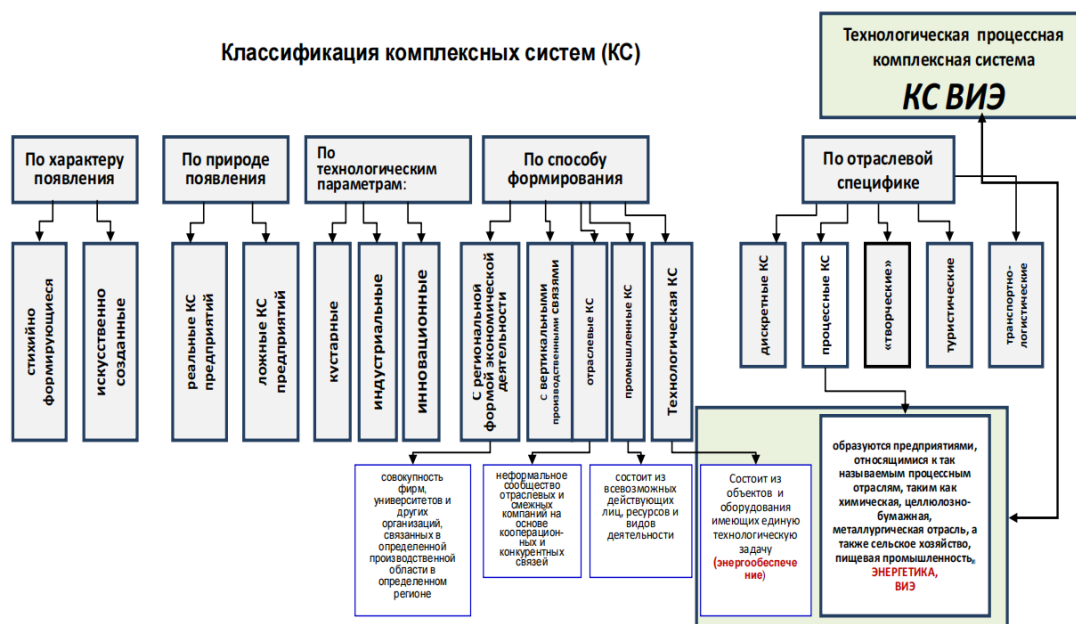 Классификация комплексных систем (КС)
Технологическая процессная
комплексная система
КС ВИЭ
По характеру
появления
По природе
появления
По
технологическим
параметрам:
По способу
формирования
По отраслевой
специфике
стихийно
формирующиеся
искусственно
созданные
реальные КС
предприятий
ложные КС
предприятий
кустарные
индустриальные
инновационные
С региональной
формой экономической
деятельности
С вертикальными
производственными связями
отраслевые КС
промышленные КС
Технологическая КС
дискретные КС
процессные КС
«творческие»
туристические
транспортно-
логистические
совокупность
фирм,
университетов и
других
организаций,
связанных в
определенной
производственной
области в
определенном
регионе
неформальное
сообщество
отраслевых и
смежных
компаний на
основе
кооперацион-
ных и
конкурентных
связей
состоит из
всевозможных
действующих
лиц, ресурсов и
видов
деятельности
Состоит из
объектов и
оборудования
имеющих единую
технологическую
задачу
(энергообеспече
ние)
образуются предприятиями,
относящимися к так
называемым процессным
отраслям, таким как
химическая, целлюлозно-
бумажная,
металлургическая отрасль, а
также сельское хозяйство,
пищевая промышленность,
ЭНЕРГЕТИКА,
ВИЭ